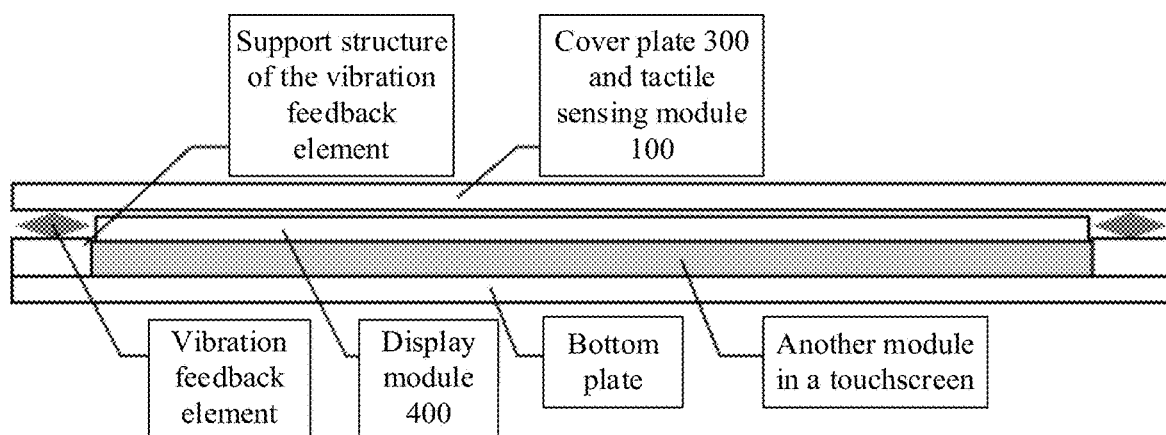 Support structure
of the vibration
feedback
element
Cover plate 300
and tactile
sensing module
100
Vibration
feedback
element
Display
module
400
Bottom
plate
Another module
in a touchscreen